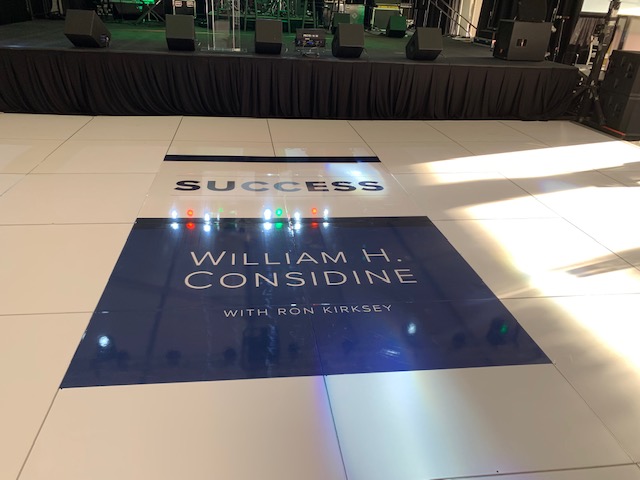 SUCCESS
WILLIAM H.
CONSIDINE
WITH RON KIRKSEY